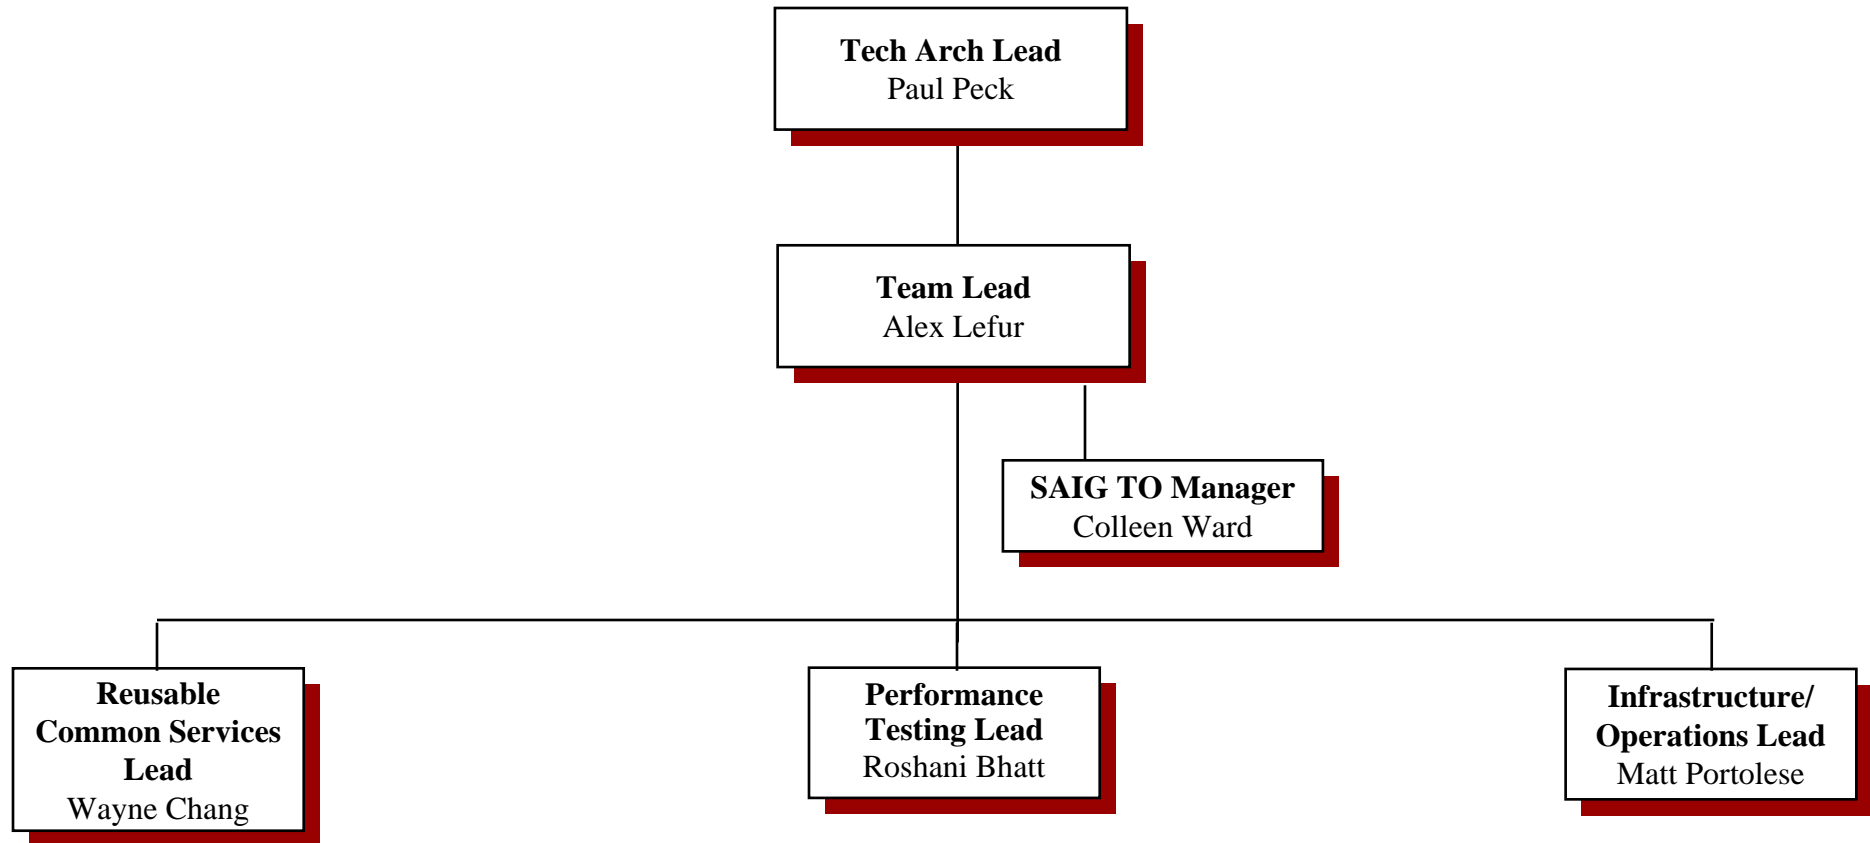 Tech Arch Lead
Paul Peck
Team Lead
Alex Lefur
SAIG TO Manager
Colleen Ward
Reusable
Common Services
Lead
Wayne Chang
Performance
Testing Lead
Roshani Bhatt
Infrastructure/
Operations Lead
Matt Portolese